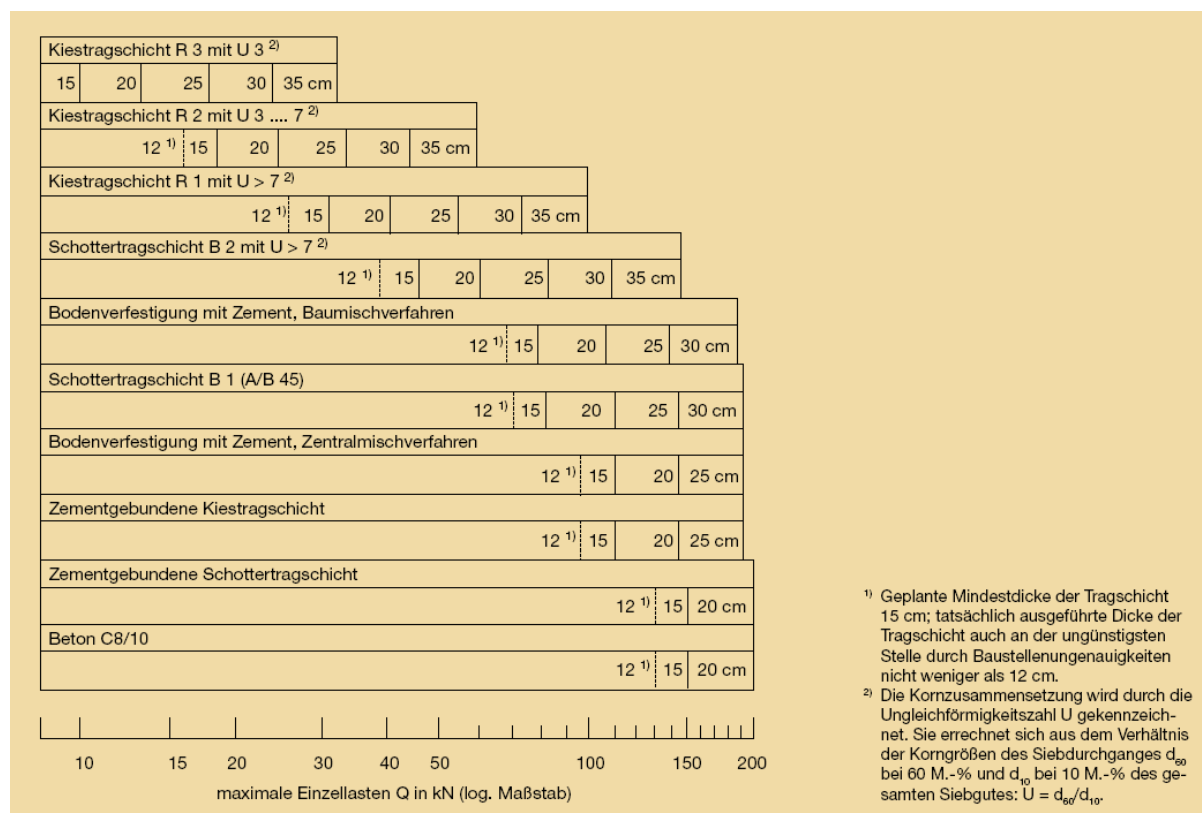 Kiestragschicht R 3 mit U 3 2)
15 20 25 30 35 cm
Kiestragschicht R 2 mit U 3 .... 7 2)
12 1) 15 20 25 30 35 cm
Kiestragschicht R 1 mit U > 7 2)
12 1) 15 20 25 30 35 cm
Schottertragschicht B 2 mit U > 7 2)
12 1) 15 20 25 30 35 cm
Bodenverfestigung mit Zement, Baumischverfahren
12 1) 15 20 25 30 cm
Schottertragschicht B 1 (A/B 45)
12 1) 15 20 25 30 cm
Bodenverfestigung mit Zement, Zentralmischverfahren
12 1) 15 20 25 cm
Zementgebundene Kiestragschicht
12 1) 15 20 25 cm
Zementgebundene Schottertragschicht
12 1) 15 20 cm
Beton C8/10
12 1) 15 20 cm
10 15 20 30 40 50 100 150 200
maximale Einzellasten Q in kN (log. Maßstab)
1) Geplante Mindestdicke der Tragschicht
15 cm; tatsächlich ausgeführte Dicke der
Tragschicht auch an der ungünstigsten
Stelle durch Baustellenungenauigkeiten
nicht weniger als 12 cm.
2) Die Kornzusammensetzung wird durch die
Ungleichförmigkeitszahl U gekennzeich-
net. Sie errechnet sich aus dem Verhältnis
der Korngrößen des Siebdurchganges d60
bei 60 M.-% und d10 bei 10 M.-% des ge-
samten Siebgutes: U = d60/d10.